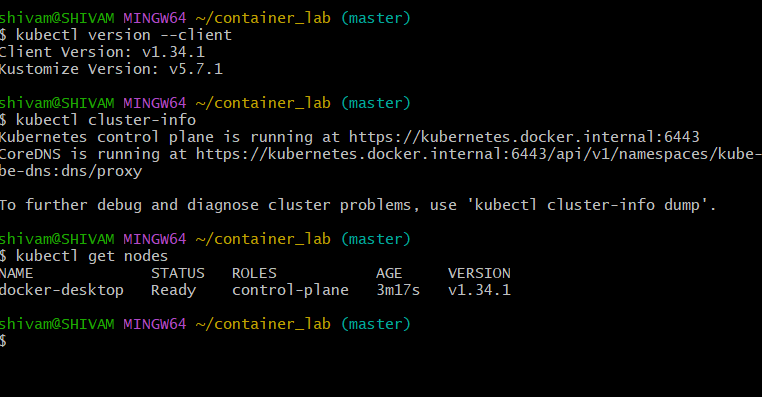 shivam@SHIVAM MINGW64 ~/container_lab (master)
$ kubectl version --client
Client Version: v1.34.1
Kustomize Version: v5.7.1
shivam@SHIVAM MINGW64 ~/container_lab (master)
$ kubectl cluster-info
Kubernetes control plane is running at https://kubernetes.docker.internal:6443
CoreDNS is running at https://kubernetes.docker.internal:6443/api/v1/namespaces/kube-
be-dns:dns/proxy
To further debug and diagnose cluster problems, use 'kubectl cluster-info dump'.
shivam@SHIVAM MINGW64 ~/container_lab (master)
$ kubectl get nodes
NAME STATUS ROLES AGE VERSION
docker-desktop Ready control-plane 3m17s v1.34.1
shivam@SHIVAM MINGW64 ~/container_lab (master)
$